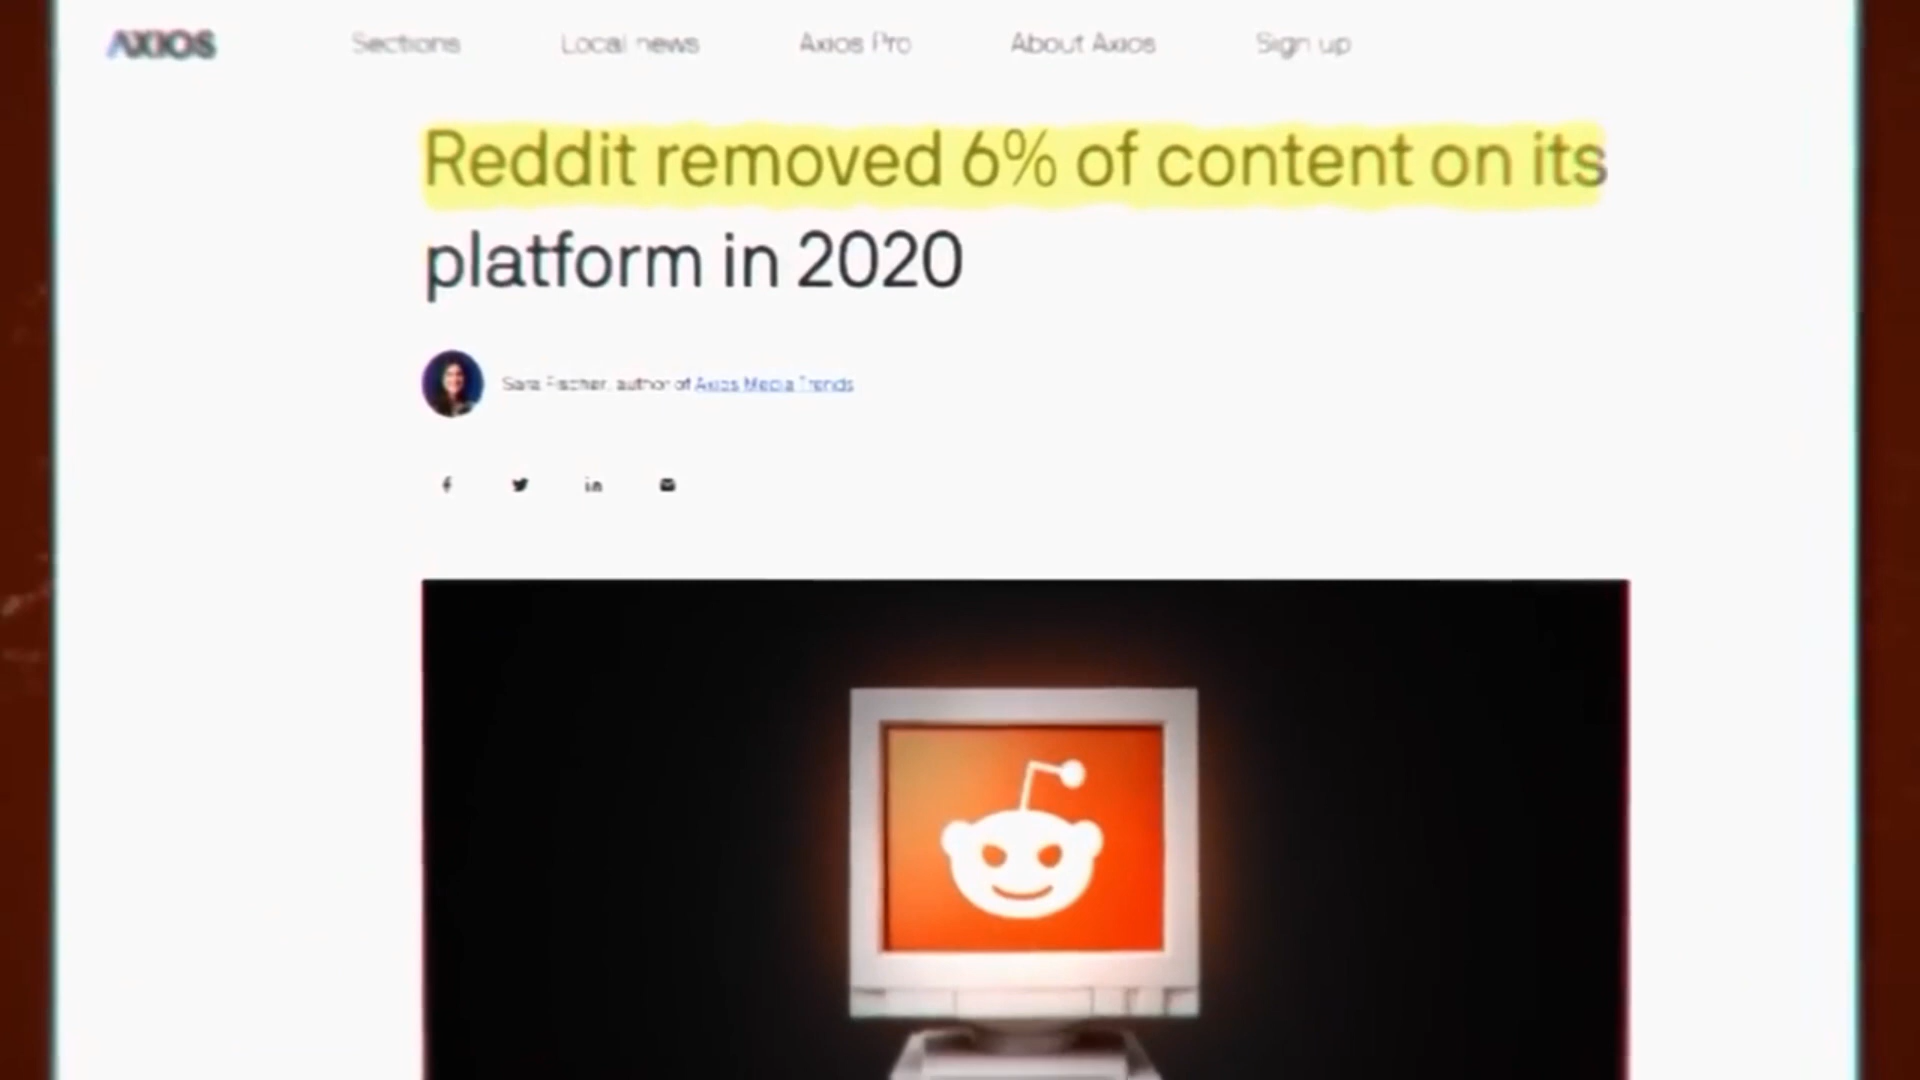 AXIOS Sections Local news Axios Pro About Axios Sign up
Reddit removed 6% of content on its
platform in 2020
Sara Fischer, author of Axios Media Trends